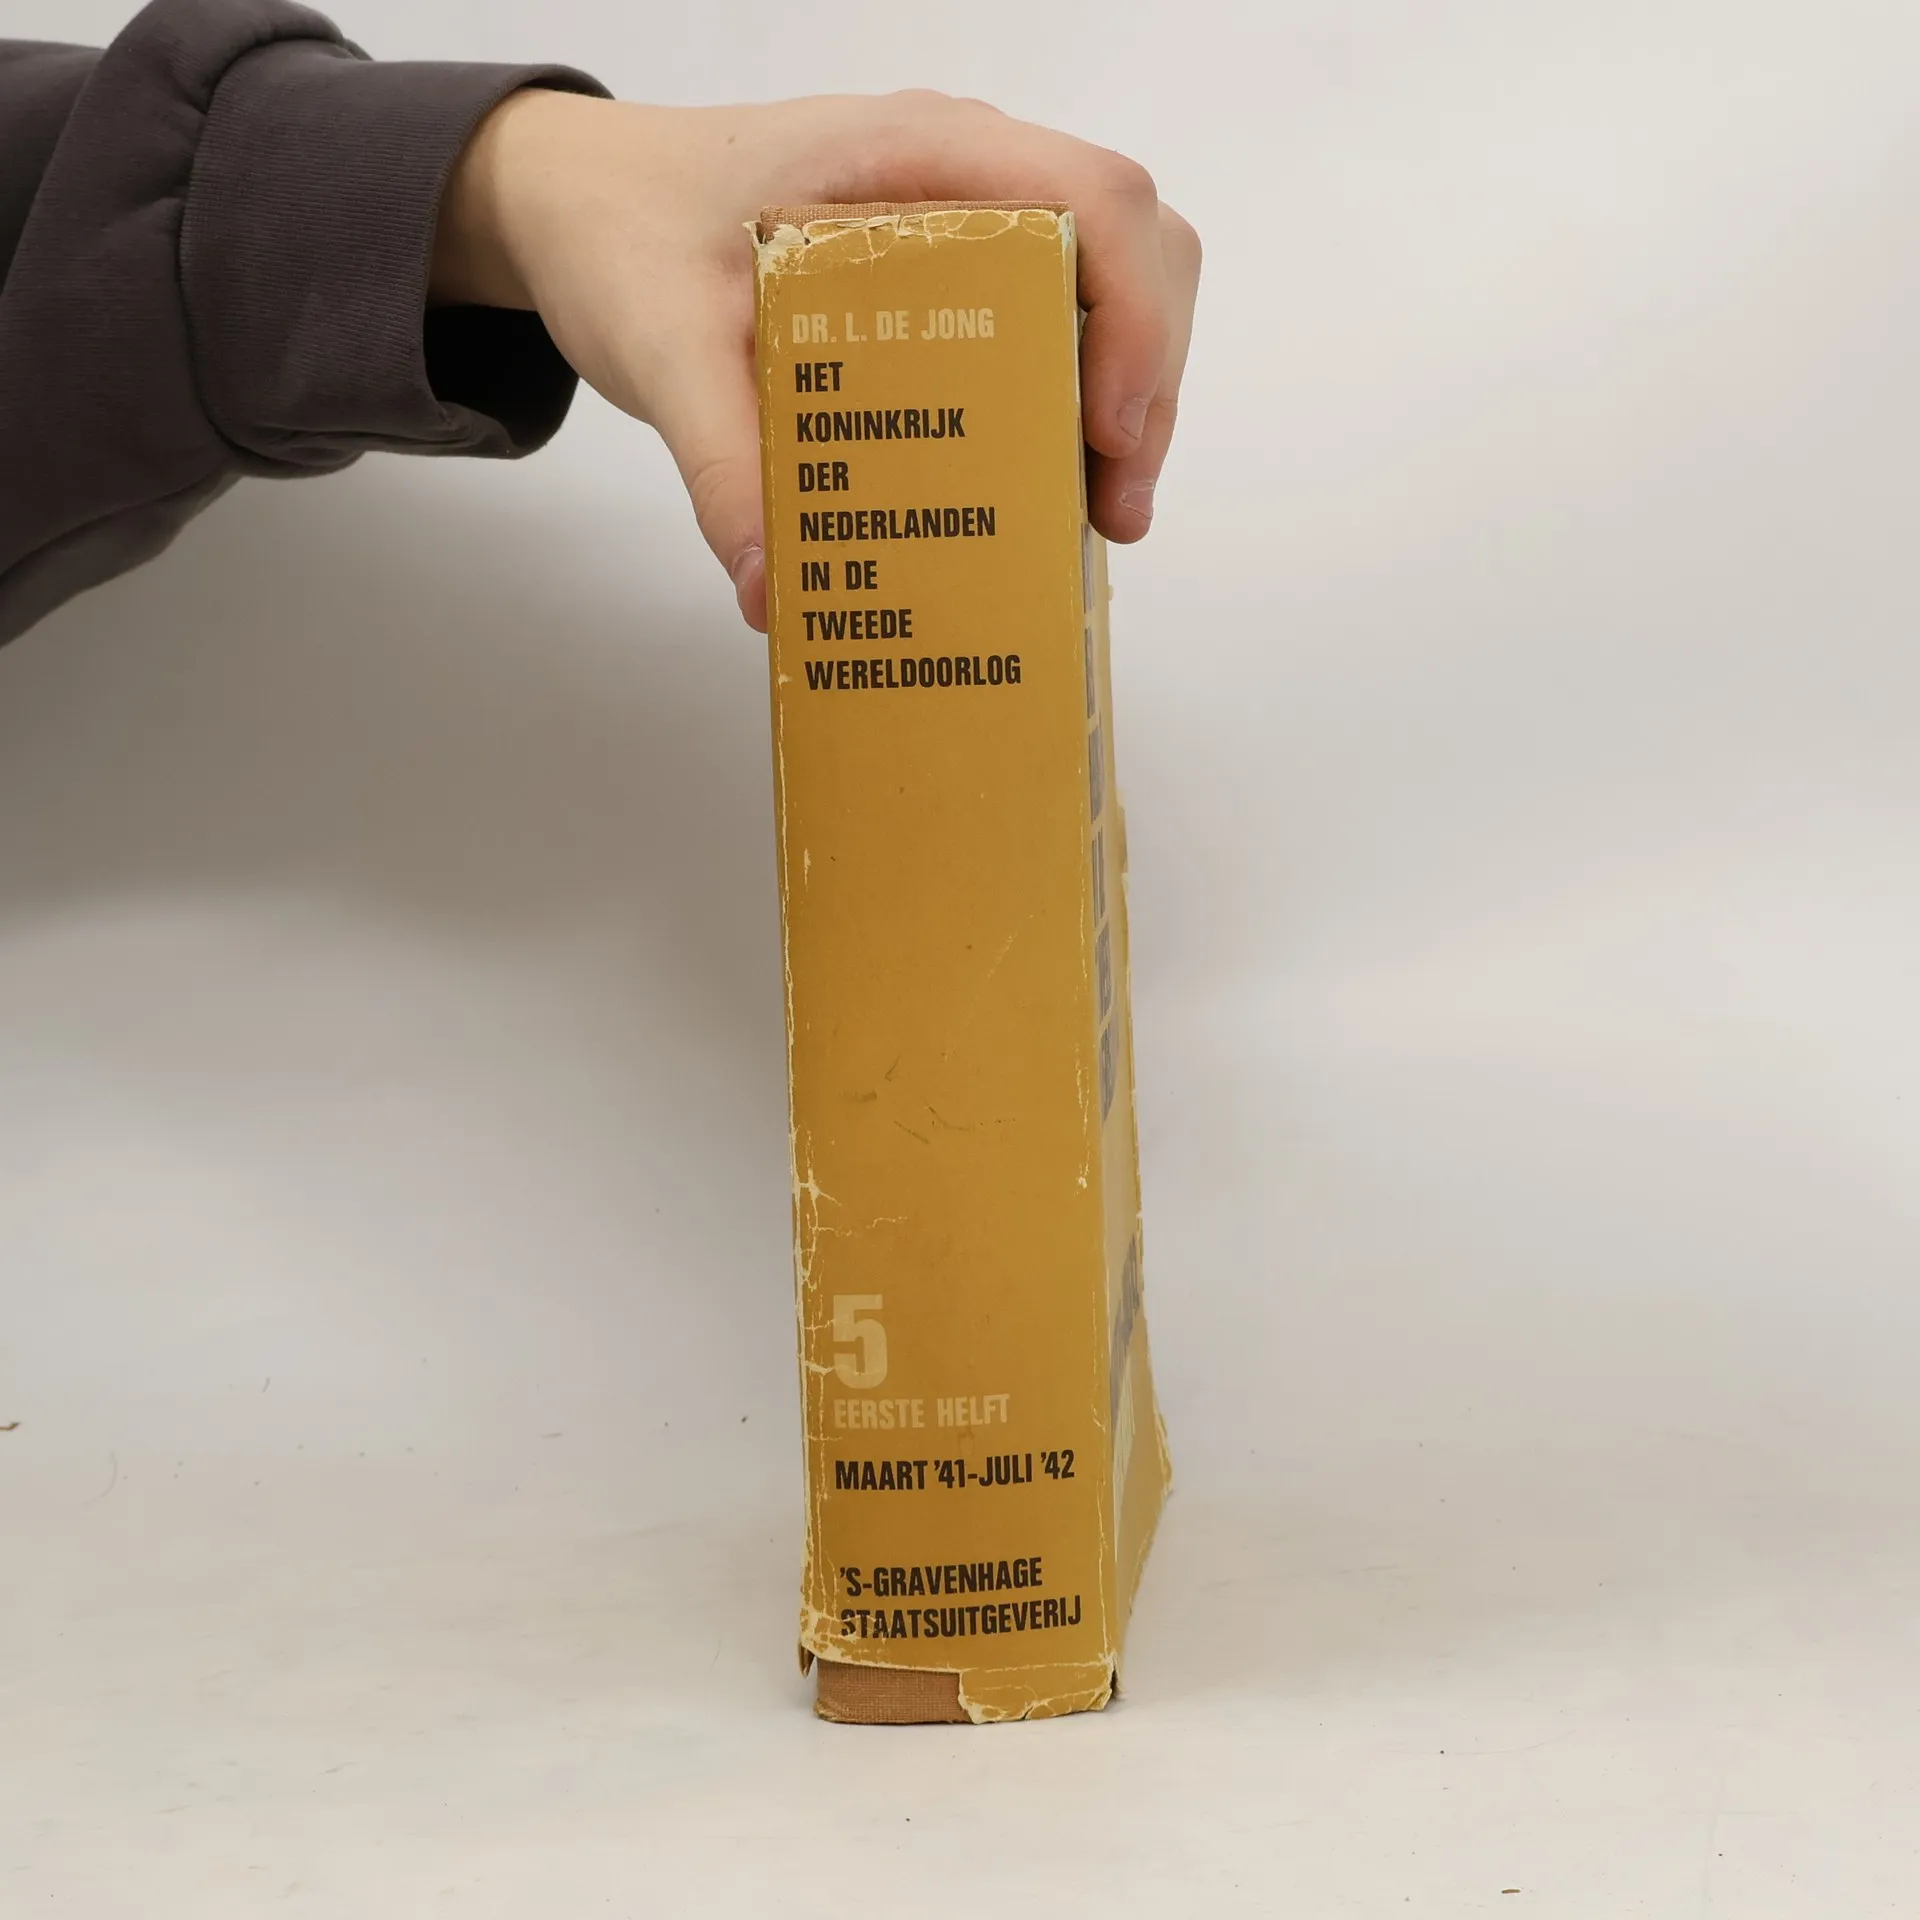 DR. L. DE JONG
HET
KONINKRIJK
DER
NEDERLANDEN
IN DE
TWEEDE
WERELDOORLOG
5
EERSTE HELFT
MAART '41-JULI '42
'S-GRAVENHAGE
STAATSUITGEVERIJ